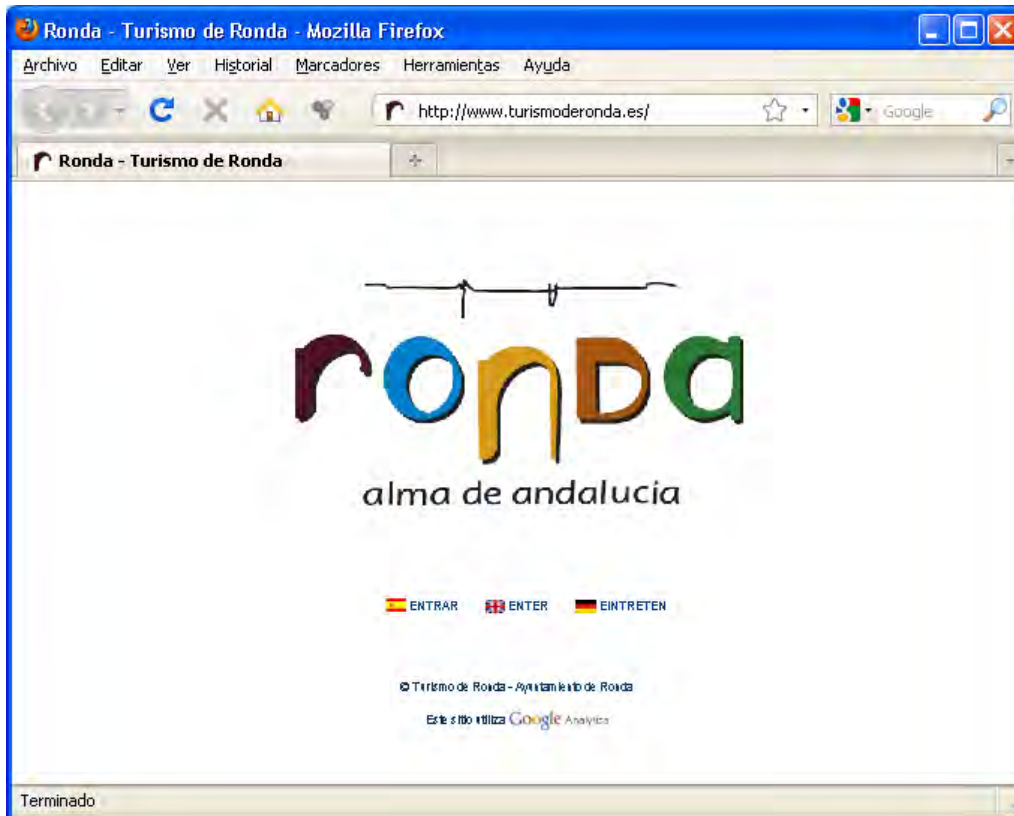 Ronda - Turismo de Ronda - Mozilla Firefox
Archivo Editar Ver Historial Marcadores Herramientas Ayuda
http://www.turismoderonda.es/ Google
Ronda - Turismo de Ronda
ronda
alma de andalucia
ENTRAR ENTER EINTRETEN
© Turismo de Ronda - Ayuntamiento de Ronda
Este sitio utiliza Google Analytics
Terminado